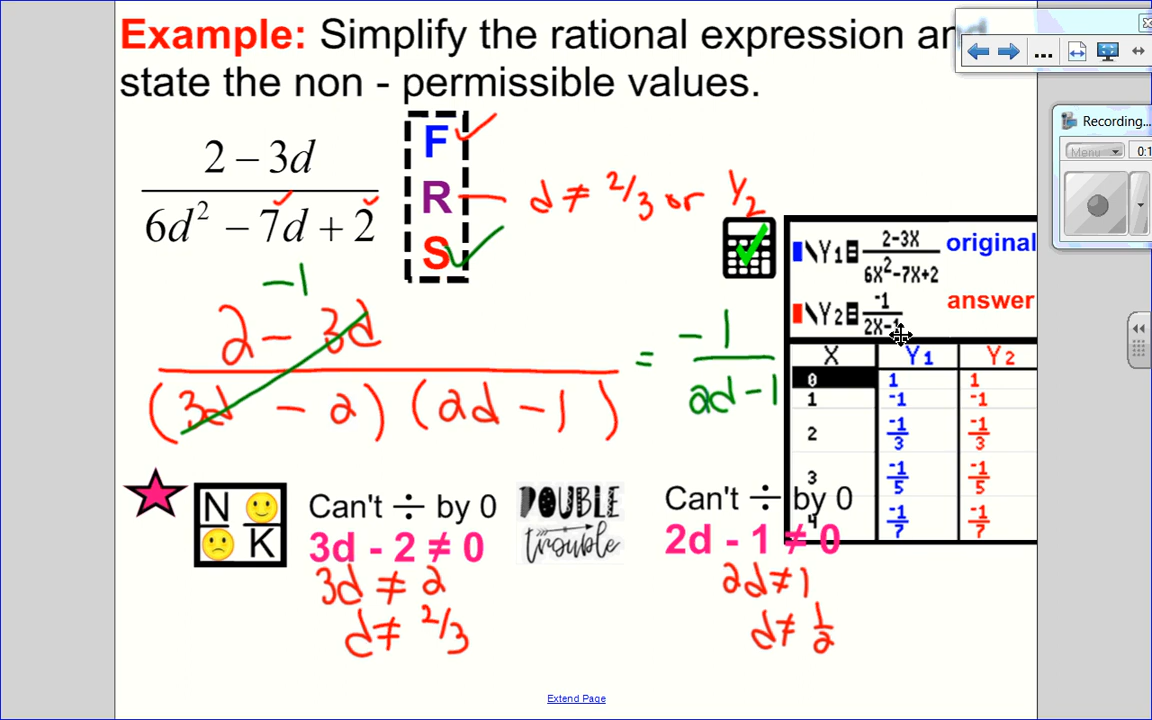 Example: Simplify the rational expression and
state the non - permissible values.
Recording...
Menu
0:1
2 – 3d
6d² – 7d + 2
F
R
S
d ≠ 2/3 or 1/2
Y1= 2-3X / 6X²-7X+2 original
Y2= -1 / 2X-1 answer
-1
2 - 3d
(3d - 2)(2d - 1)
= -1
2d-1
X Y1 Y2
0 1 1
1 -1 -1
2 -1/3 -1/3
3 -1/5 -1/5
4 -1/7 -1/7
N
K
Can't ÷ by 0
3d - 2 ≠ 0
3d ≠ 2
d ≠ 2/3
DOUBLE
trouble
Can't ÷ by 0
2d - 1 ≠ 0
2d ≠ 1
d ≠ 1/2
Extend Page